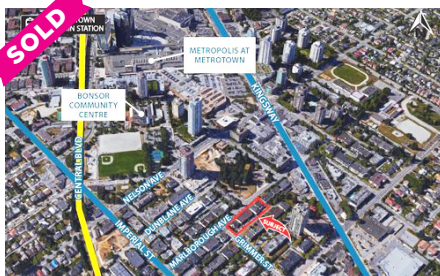 SOLD
TOWN
N STATION
METROPOLIS AT
METROTOWN
BONSOR
COMMUNITY
CENTRE
KINGSWAY
CENTRAL BLVD
NELSON AVE
DUNBLANE AVE
IMPERIAL ST
MARLBOROUGH AVE
GRIMMER ST
SUBJECT